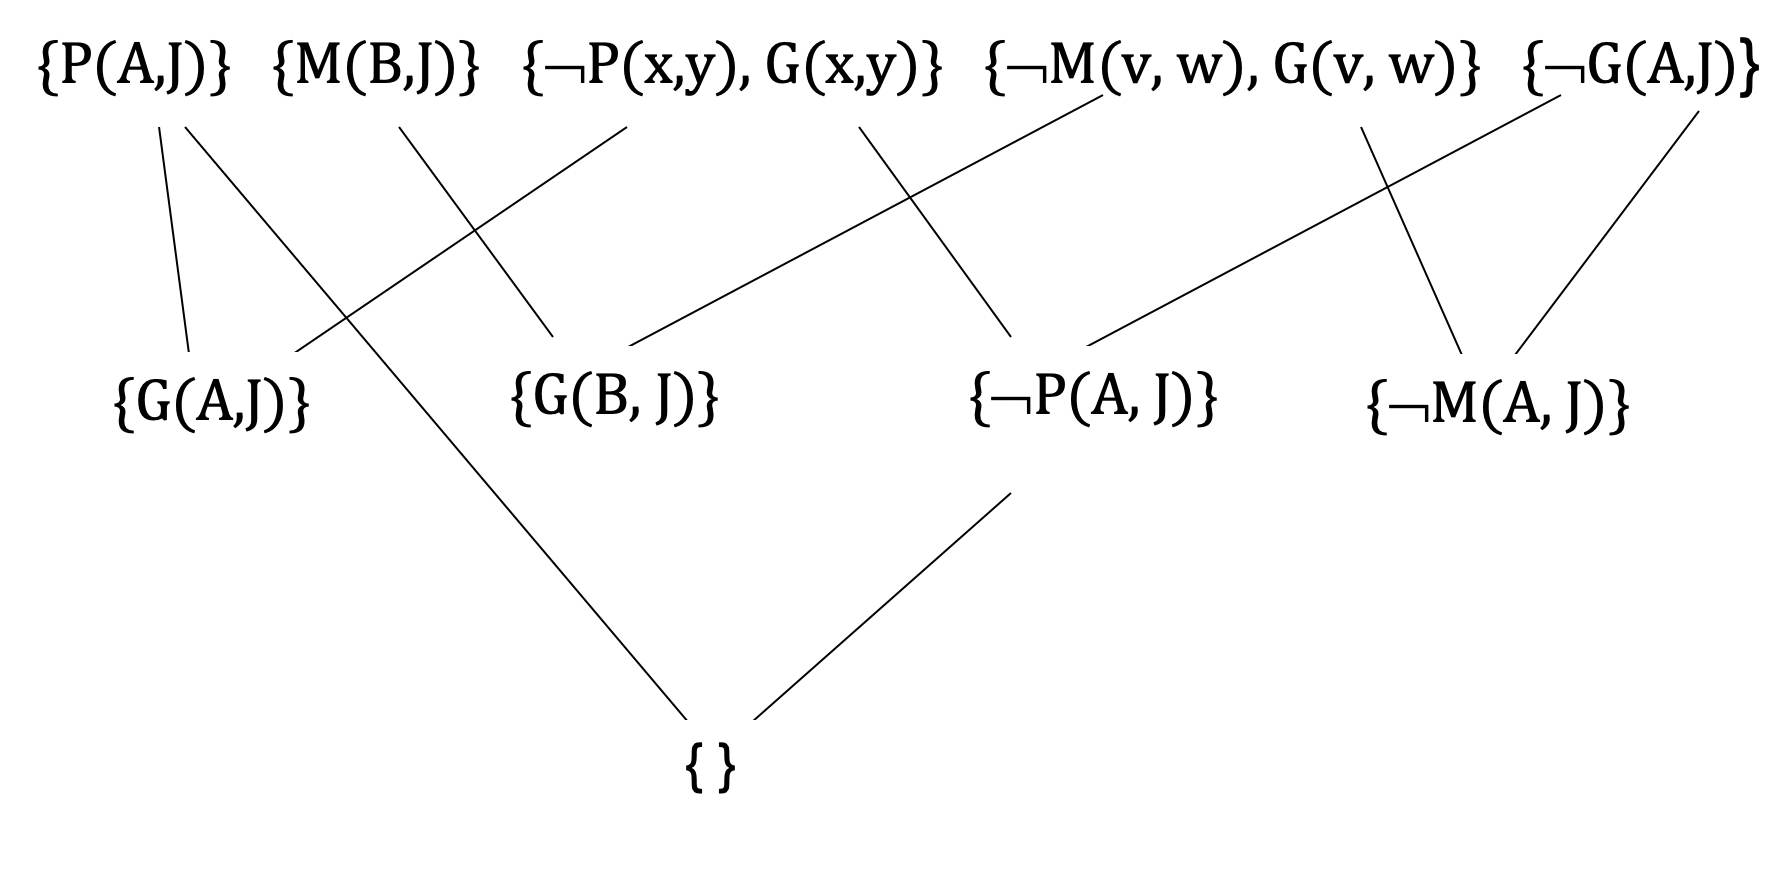 {P(A,J)} {M(B,J)} {¬P(x,y), G(x,y)} {¬M(v, w), G(v, w)} {¬G(A,J)}
{G(A,J)} {G(B, J)} {¬P(A, J)} {¬M(A, J)}
{ }